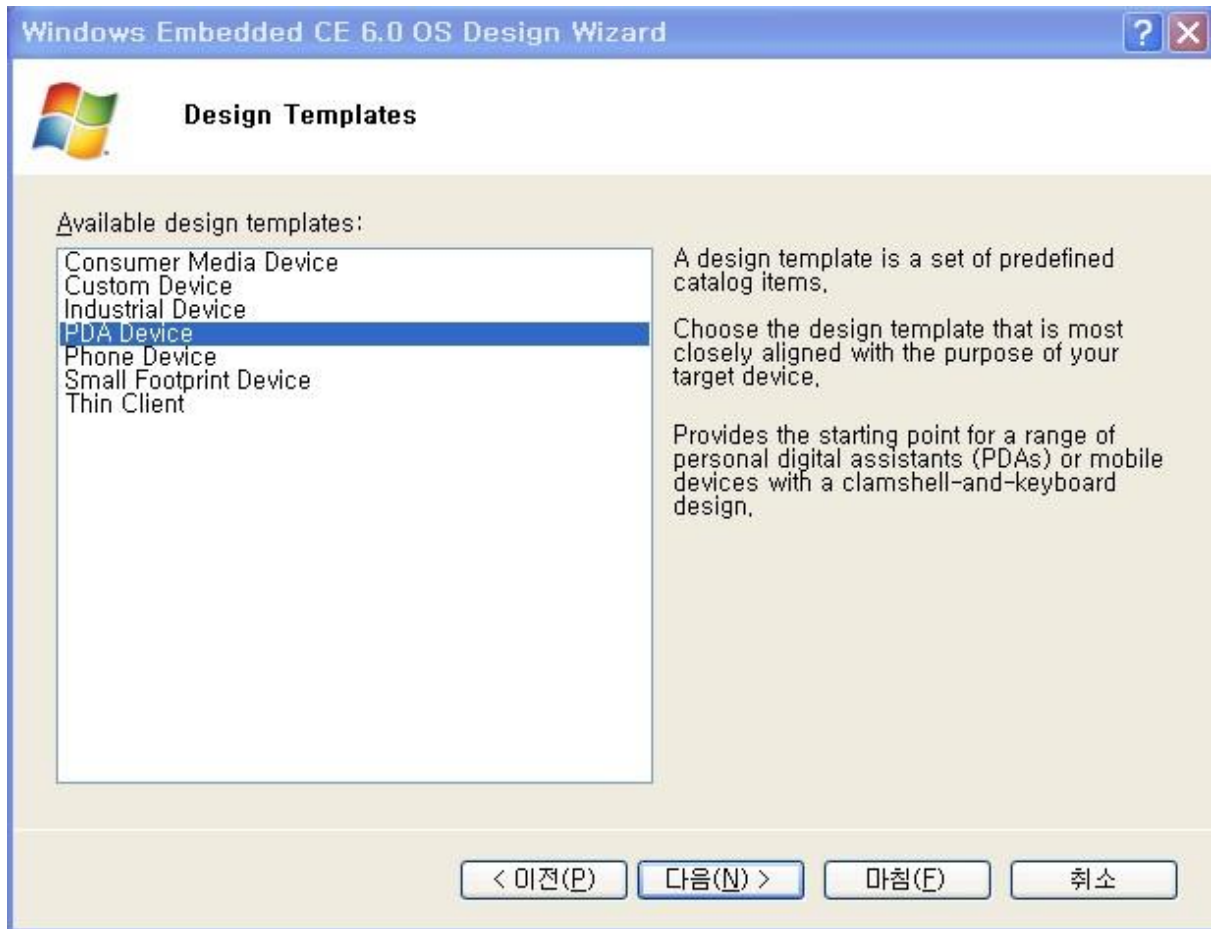 Windows Embedded CE 6.0 OS Design Wizard
Design Templates
Available design templates:
Consumer Media Device
Custom Device
Industrial Device
PDA Device
Phone Device
Small Footprint Device
Thin Client
A design template is a set of predefined
catalog items.
Choose the design template that is most
closely aligned with the purpose of your
target device.
Provides the starting point for a range of
personal digital assistants (PDAs) or mobile
devices with a clamshell-and-keyboard
design.
< 이전(P) 다음(N) > 마침(F) 취소